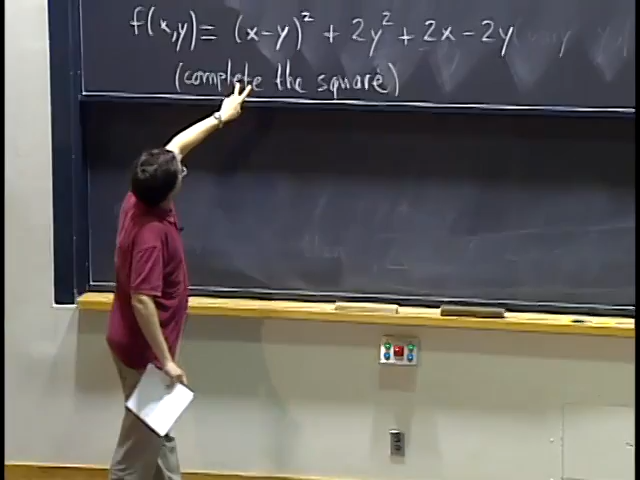 f(x,y) = (x-y)² + 2y² + 2x - 2y
(complete the square)